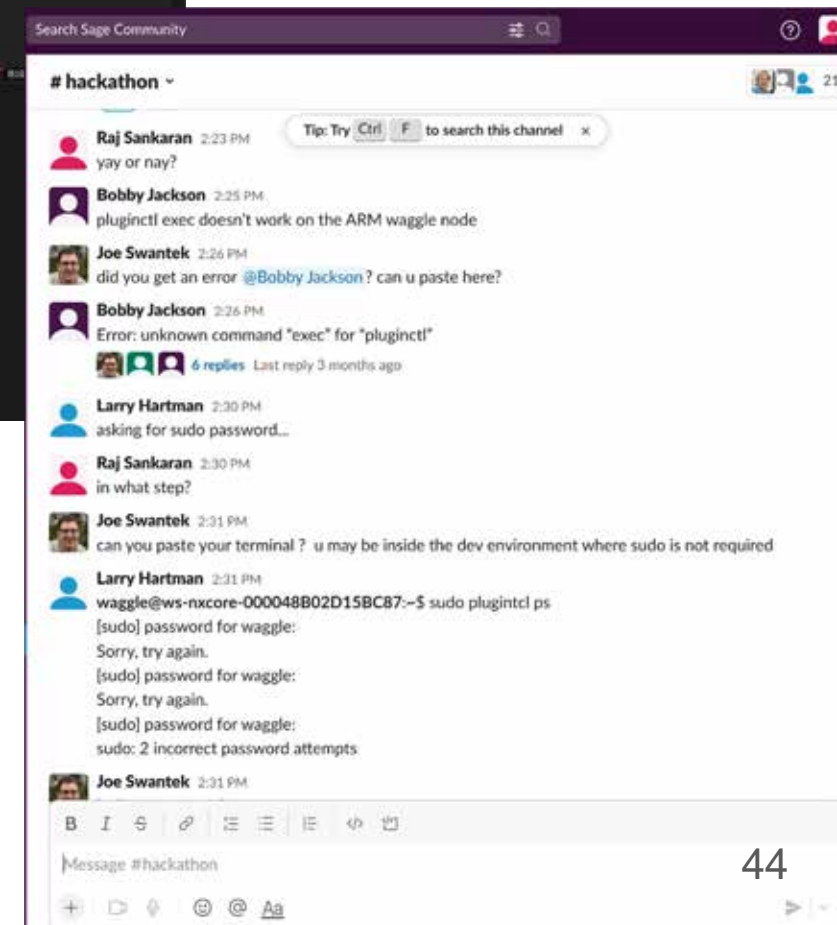 Search Sage Community
# hackathon
21
Tip: Try Ctrl F to search this channel ×
Raj Sankaran 2:23 PM
yay or nay?
Bobby Jackson 2:25 PM
pluginctl exec doesn't work on the ARM waggle node
Joe Swantek 2:26 PM
did you get an error @Bobby Jackson? can u paste here?
Bobby Jackson 2:26 PM
Error: unknown command "exec" for "pluginctl"
6 replies Last reply 3 months ago
Larry Hartman 2:30 PM
asking for sudo password...
Raj Sankaran 2:30 PM
in what step?
Joe Swantek 2:31 PM
can you paste your terminal ? u may be inside the dev environment where sudo is not required
Larry Hartman 2:31 PM
waggle@ws-nxcore-000048B02D15BC87:~$ sudo plugintcl ps
[sudo] password for waggle:
Sorry, try again.
[sudo] password for waggle:
Sorry, try again.
[sudo] password for waggle:
sudo: 2 incorrect password attempts
Joe Swantek 2:31 PM
B I S
Message #hackathon
44
Aa